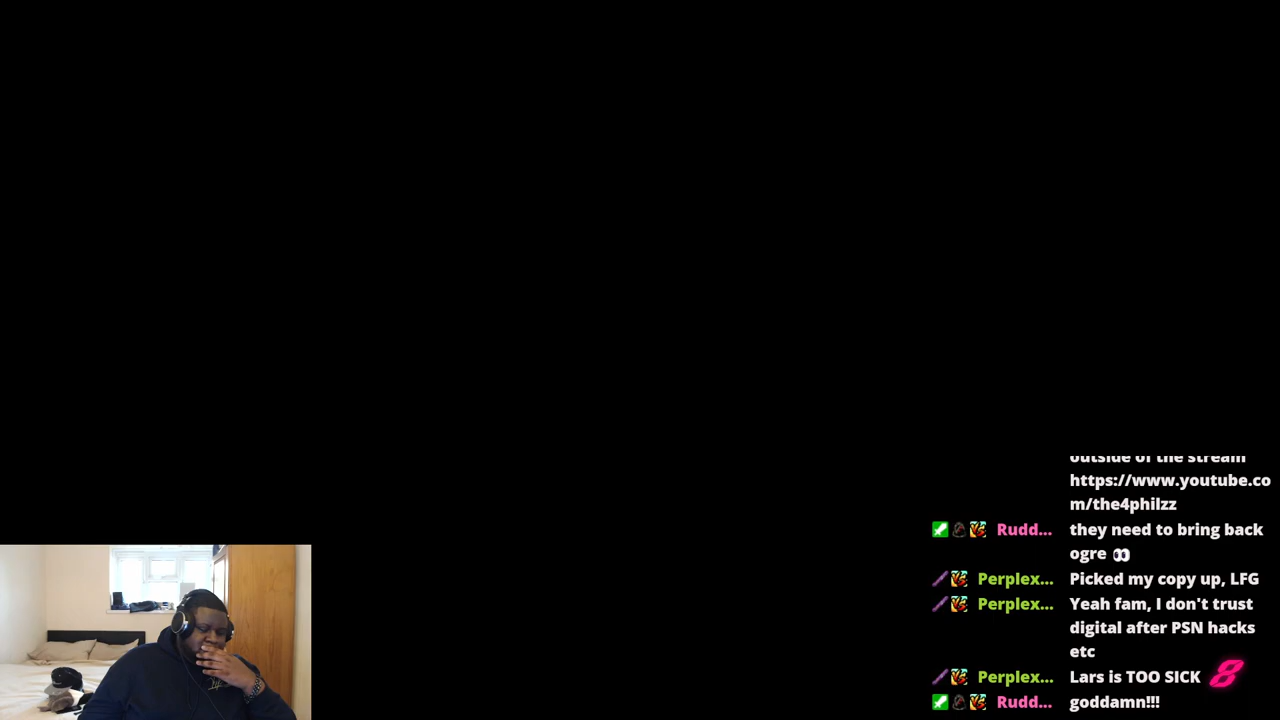 outside of the stream
https://www.youtube.co
m/the4philzz
Rudd... they need to bring back
ogre 👀
Perplex... Picked my copy up, LFG
Perplex... Yeah fam, I don't trust
digital after PSN hacks
etc
Perplex... Lars is TOO SICK 8
Rudd... goddamn!!!